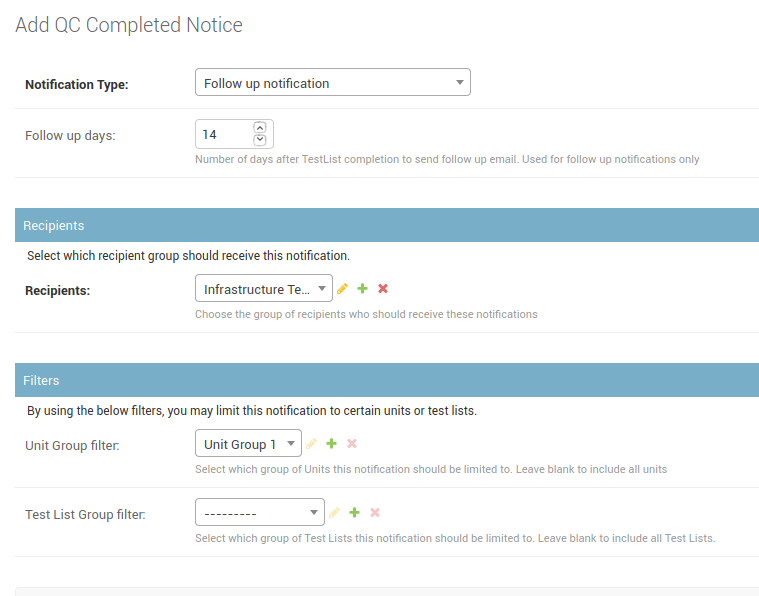 Add QC Completed Notice
Notification Type:
Follow up notification
Follow up days:
14
Number of days after TestList completion to send follow up email. Used for follow up notifications only
Recipients
Select which recipient group should receive this notification.
Recipients:
Infrastructure Te...
Choose the group of recipients who should receive these notifications
Filters
By using the below filters, you may limit this notification to certain units or test lists.
Unit Group filter:
Unit Group 1
Select which group of Units this notification should be limited to. Leave blank to include all units
Test List Group filter:
---------
Select which group of Test Lists this notification should be limited to. Leave blank to include all Test Lists.